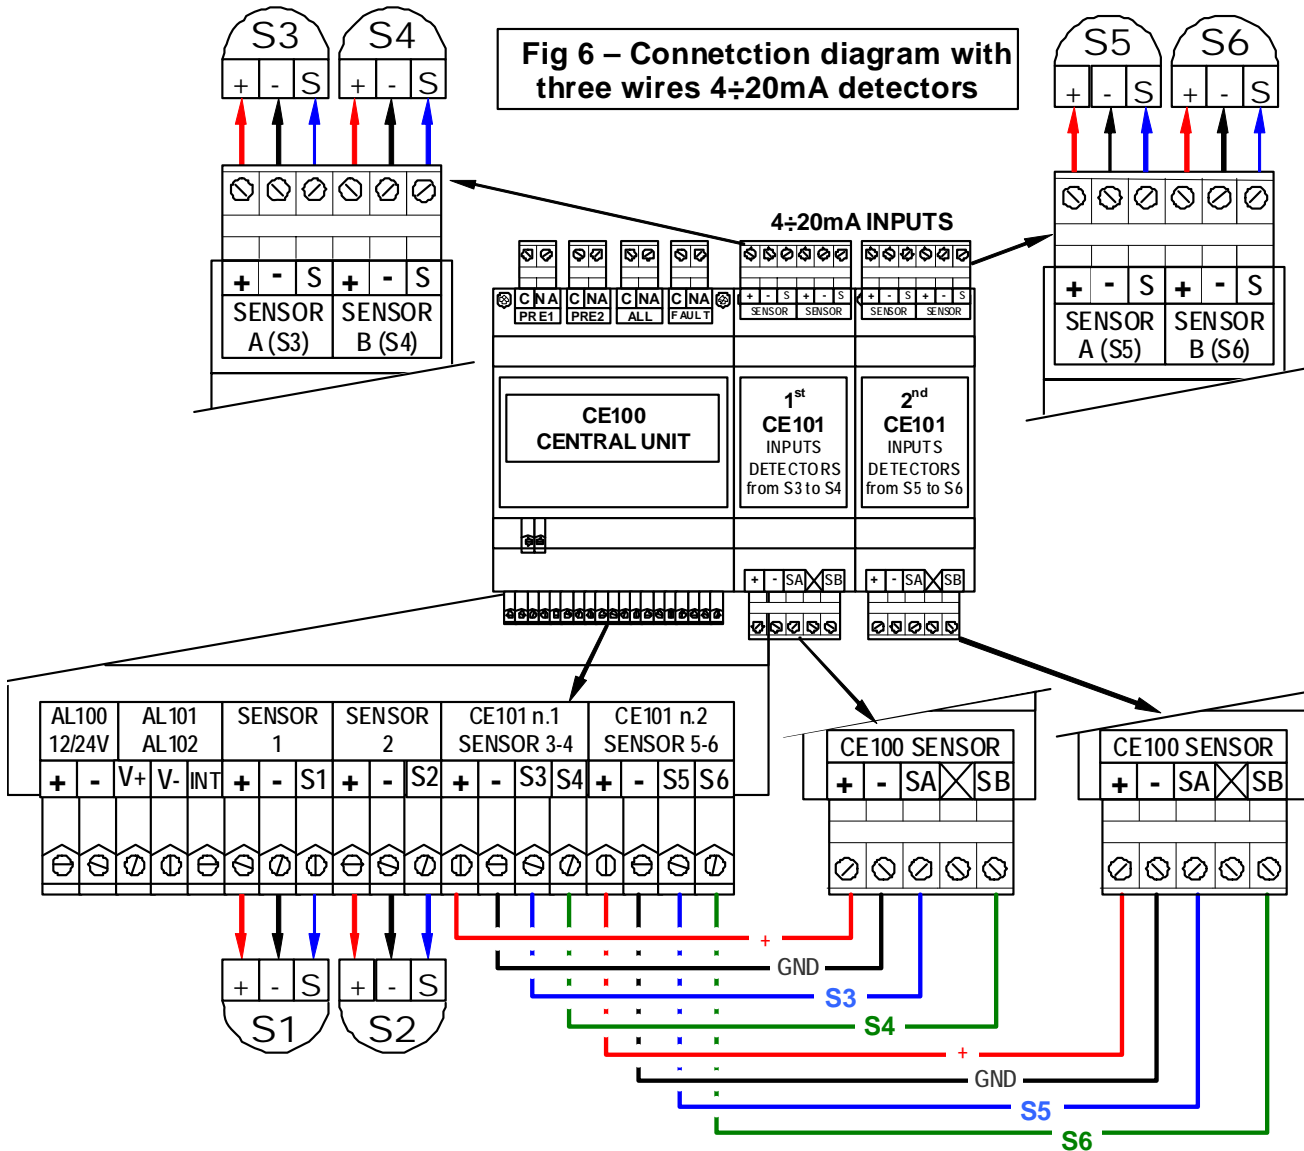 S3 S4
+ - S + - S
Fig 6 – Connetction diagram with
three wires 4÷20mA detectors
S5 S6
+ - S + - S
4÷20mA INPUTS
+ - S + - S
SENSOR SENSOR
A (S3) B (S4)
C NA C NA C NA C NA
PRE1 PRE2 ALL FAULT
+ - S + - S
SENSOR SENSOR
+ - S + - S
SENSOR SENSOR
+ - S + - S
SENSOR SENSOR
A (S5) B (S6)
CE100
CENTRAL UNIT
1st
CE101
INPUTS
DETECTORS
from S3 to S4
2nd
CE101
INPUTS
DETECTORS
from S5 to S6
+ - SA SB
+ - SA SB
AL100 AL101 SENSOR SENSOR CE101 n.1 CE101 n.2
12/24V AL102 1 2 SENSOR 3-4 SENSOR 5-6
+ - V+ V- INT + - S1 + - S2 + - S3 S4 + - S5 S6
CE100 SENSOR
+ - SA SB
CE100 SENSOR
+ - SA SB
+ - S + - S
S1 S2
+
GND
S3
S4
+
GND
S5
S6